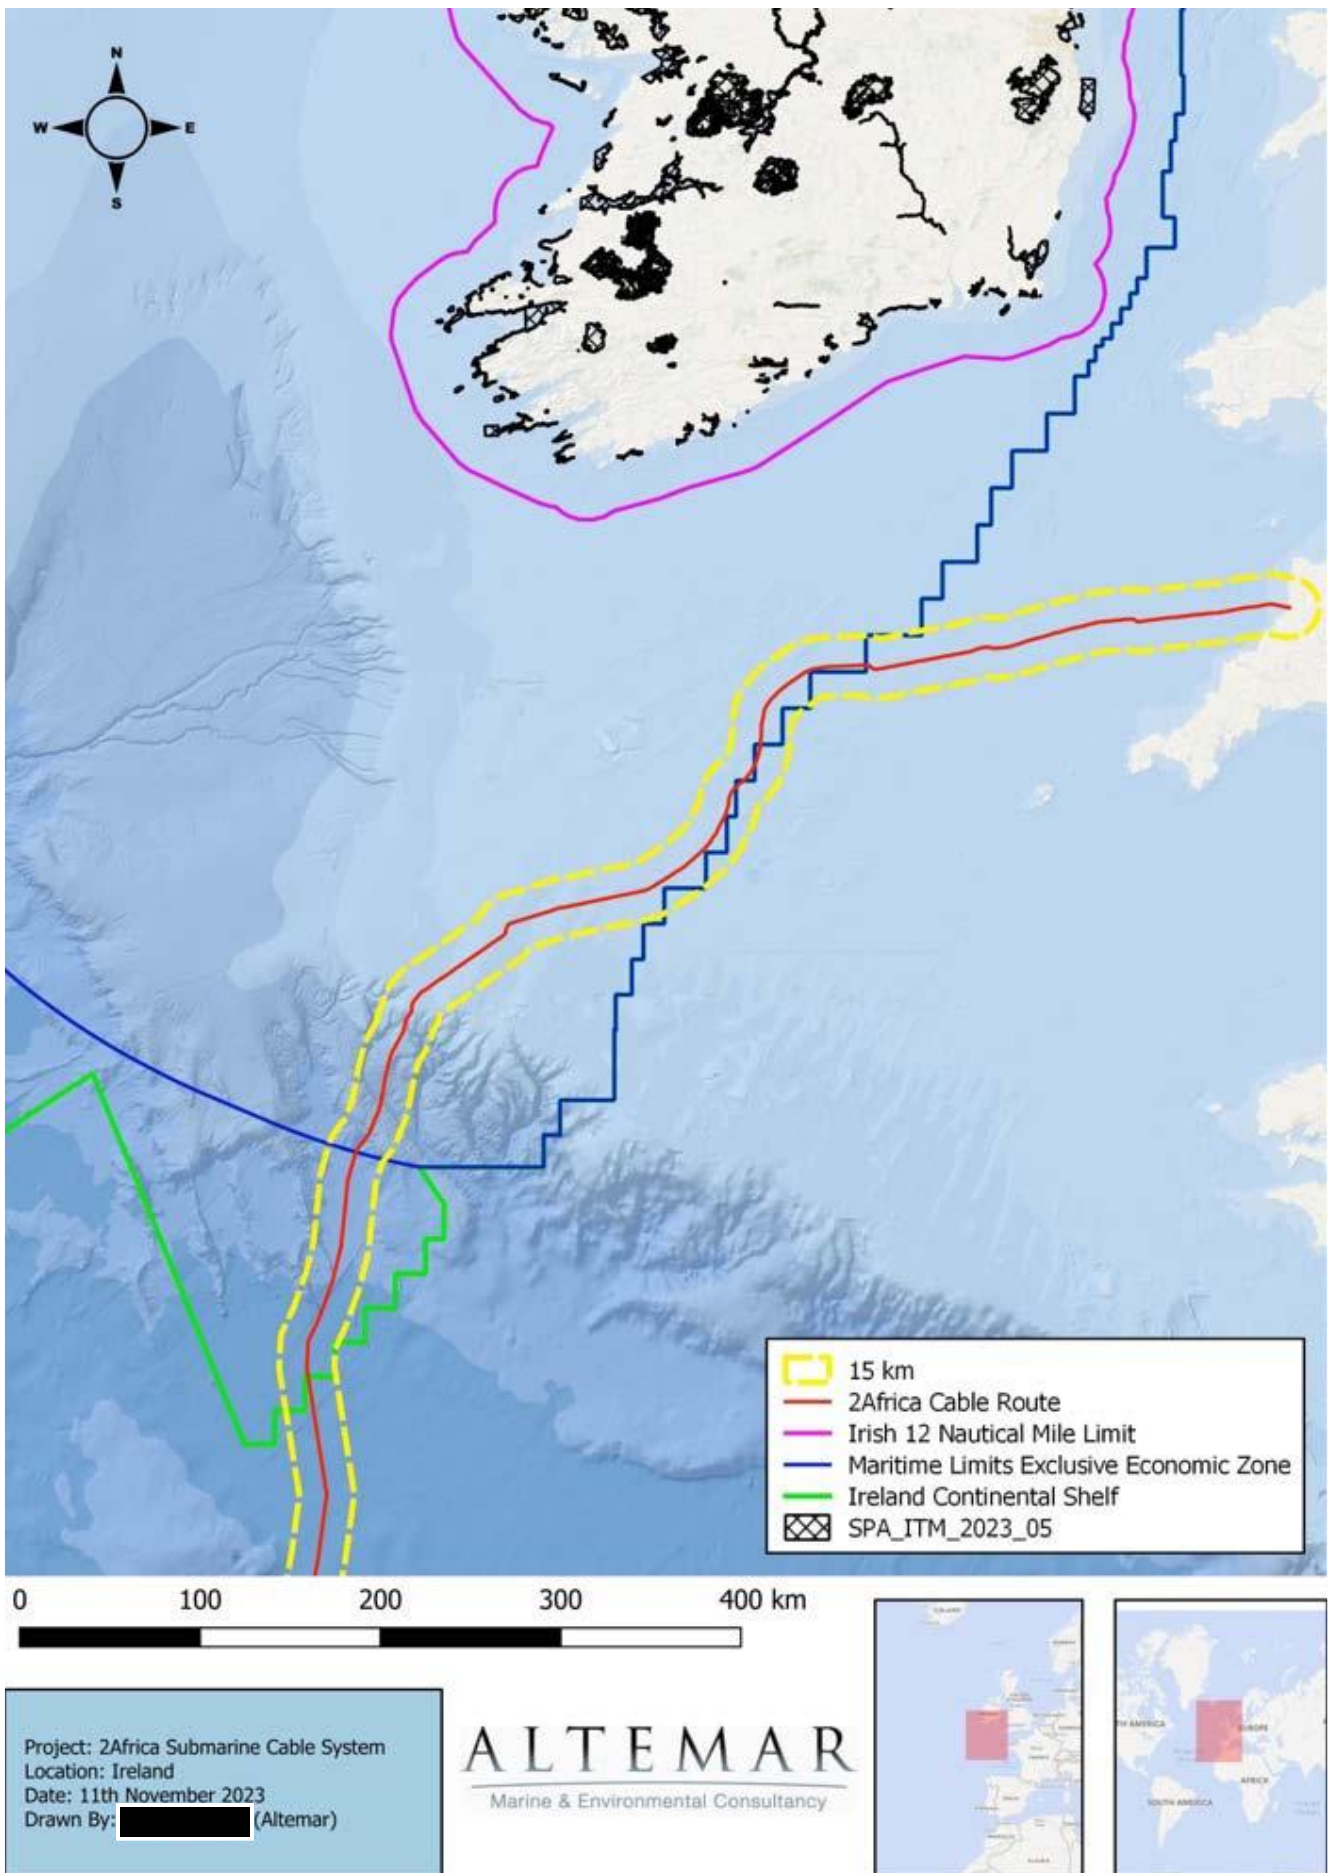 N
W
E
S
15 km
2Africa Cable Route
Irish 12 Nautical Mile Limit
Maritime Limits Exclusive Economic Zone
Ireland Continental Shelf
SPA_ITM_2023_05
0 100 200 300 400 km
Project: 2Africa Submarine Cable System
Location: Ireland
Date: 11th November 2023
Drawn By: (Altemar)
ALTEMAR
Marine & Environmental Consultancy
EUROPE
AFRICA
SOUTH AMERICA